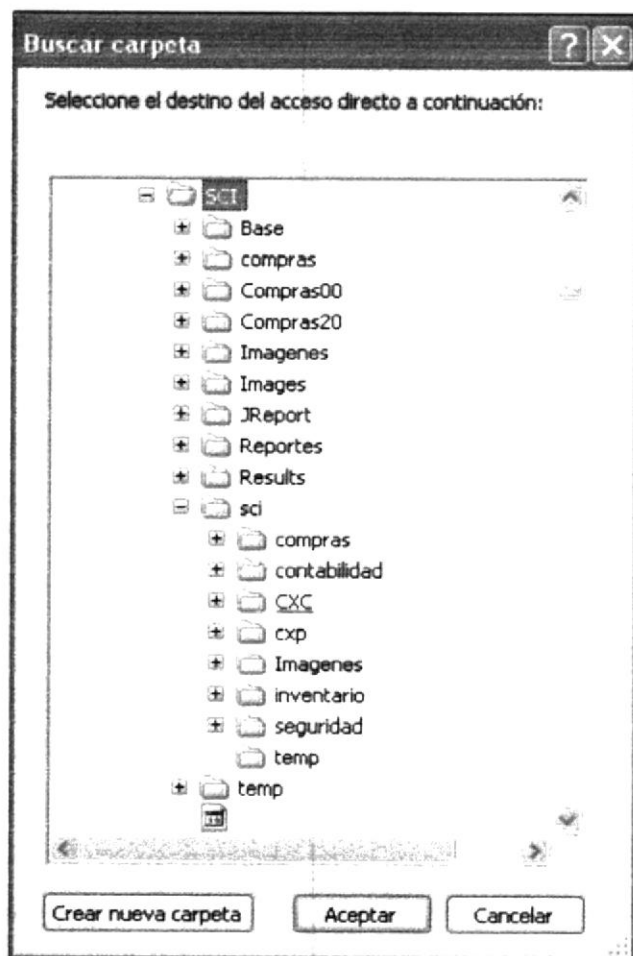 Buscar carpeta
Seleccione el destino del acceso directo a continuación:
SCI
Base
compras
Compras00
Compras20
Imagenes
Images
JReport
Reportes
Results
sci
compras
contabilidad
CXC
cxp
Imagenes
inventario
seguridad
temp
temp
Crear nueva carpeta Aceptar Cancelar